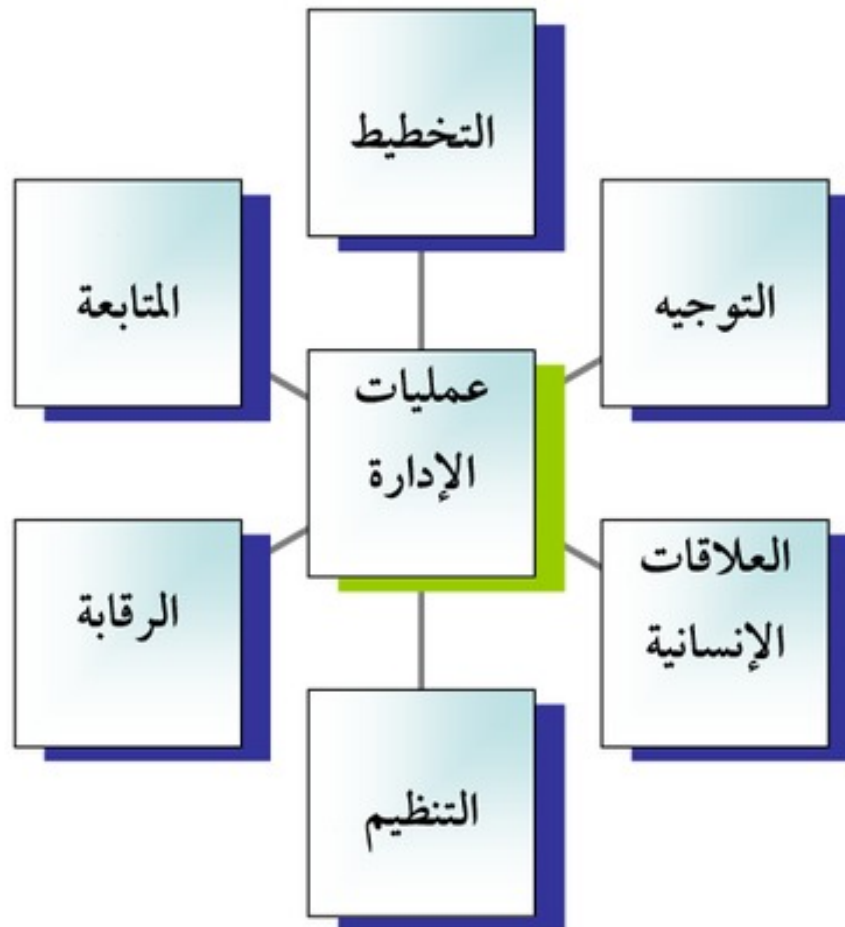 التخطيط
التوجيه
المتابعة
عمليات
الإدارة
العلاقات
الإنسانية
الرقابة
التنظيم